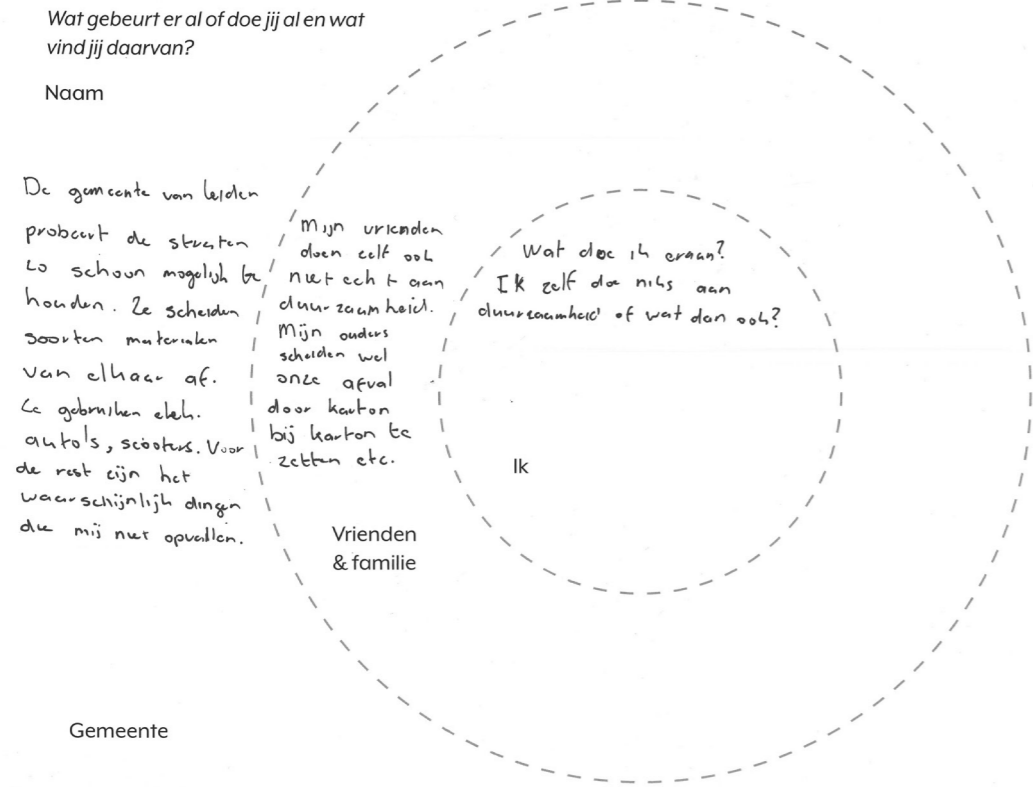 Wat gebeurt er al of doe jij al en wat
vind jij daarvan?
Naam
De gemeente van leiden
probeert de straten
zo schoon mogelijk te
houden. Ze scheiden
soorten materialen
van elkaar af.
Ze gebruiken elek.
auto's, scooters. Voor
de rest zijn het
waarschijnlijk dingen
die mij niet opvallen.
Mijn vrienden
doen zelf ook
niet echt aan
duurzaamheid.
Mijn ouders
scheiden wel
onze afval
door karton
bij karton te
zetten etc.
Wat doe ik eraan?
Ik zelf doe niks aan
duurzaamheid of wat dan ook?
Ik
Vrienden
& familie
Gemeente